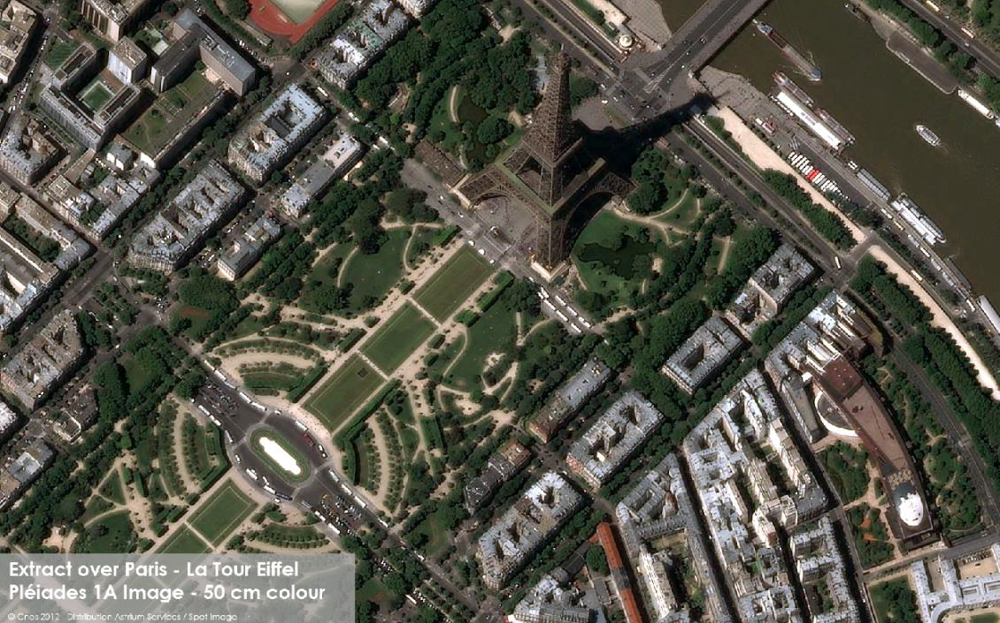 Extract over Paris - La Tour Eiffel
Pléiades 1A Image - 50 cm colour
© Cnes 2012 - Distribution Astrium Services / Spot Image